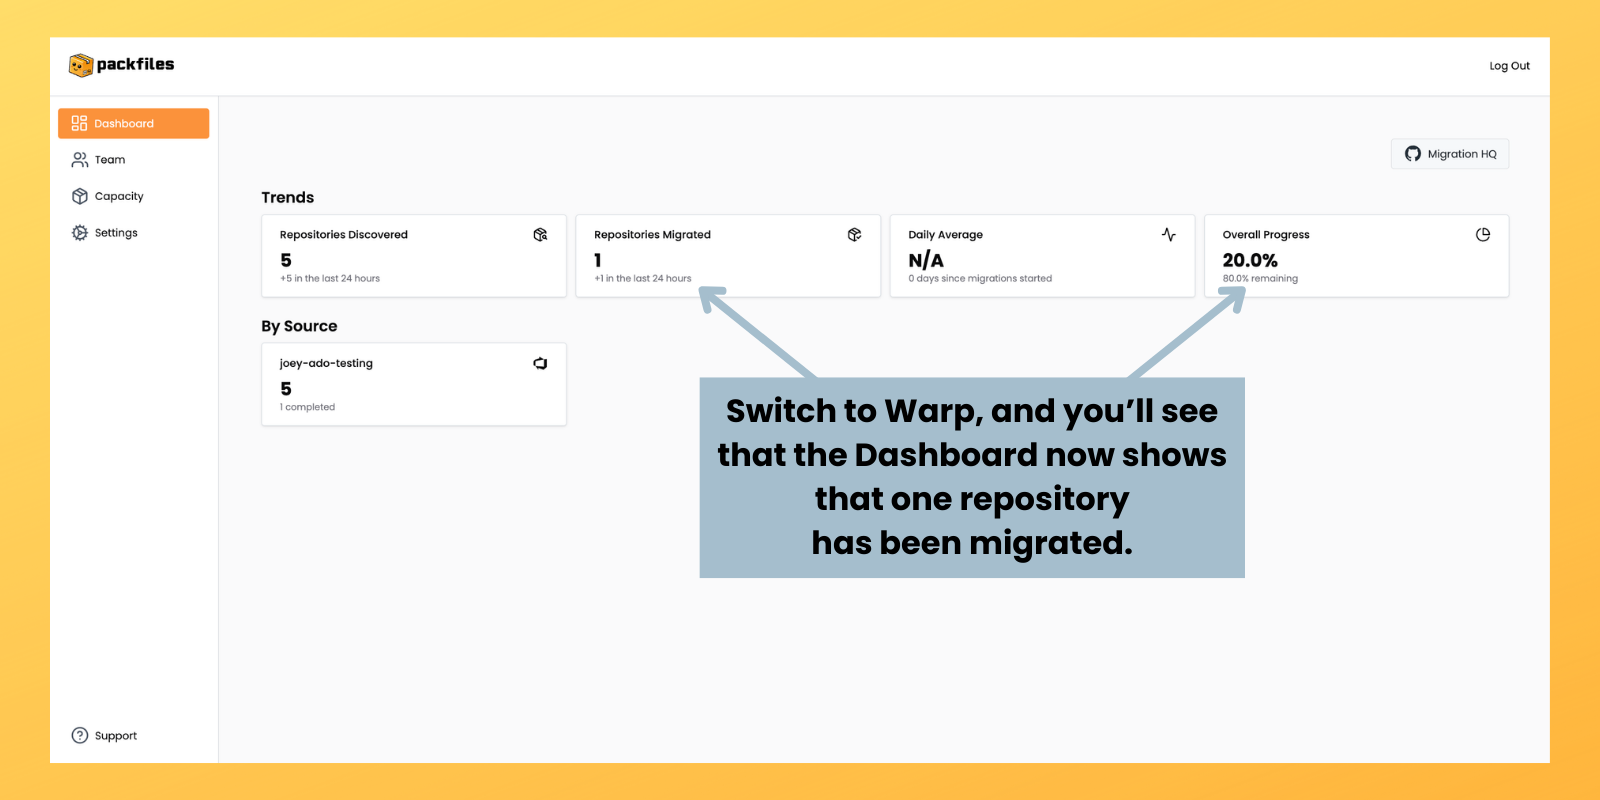 packfiles
Log Out
Dashboard
Team
Capacity
Settings
Support
Migration HQ
Trends
Repositories Discovered
5
+5 in the last 24 hours
Repositories Migrated
1
+1 in the last 24 hours
Daily Average
N/A
0 days since migrations started
Overall Progress
20.0%
80.0% remaining
By Source
joey-ado-testing
5
1 completed
Switch to Warp, and you’ll see
that the Dashboard now shows
that one repository
has been migrated.